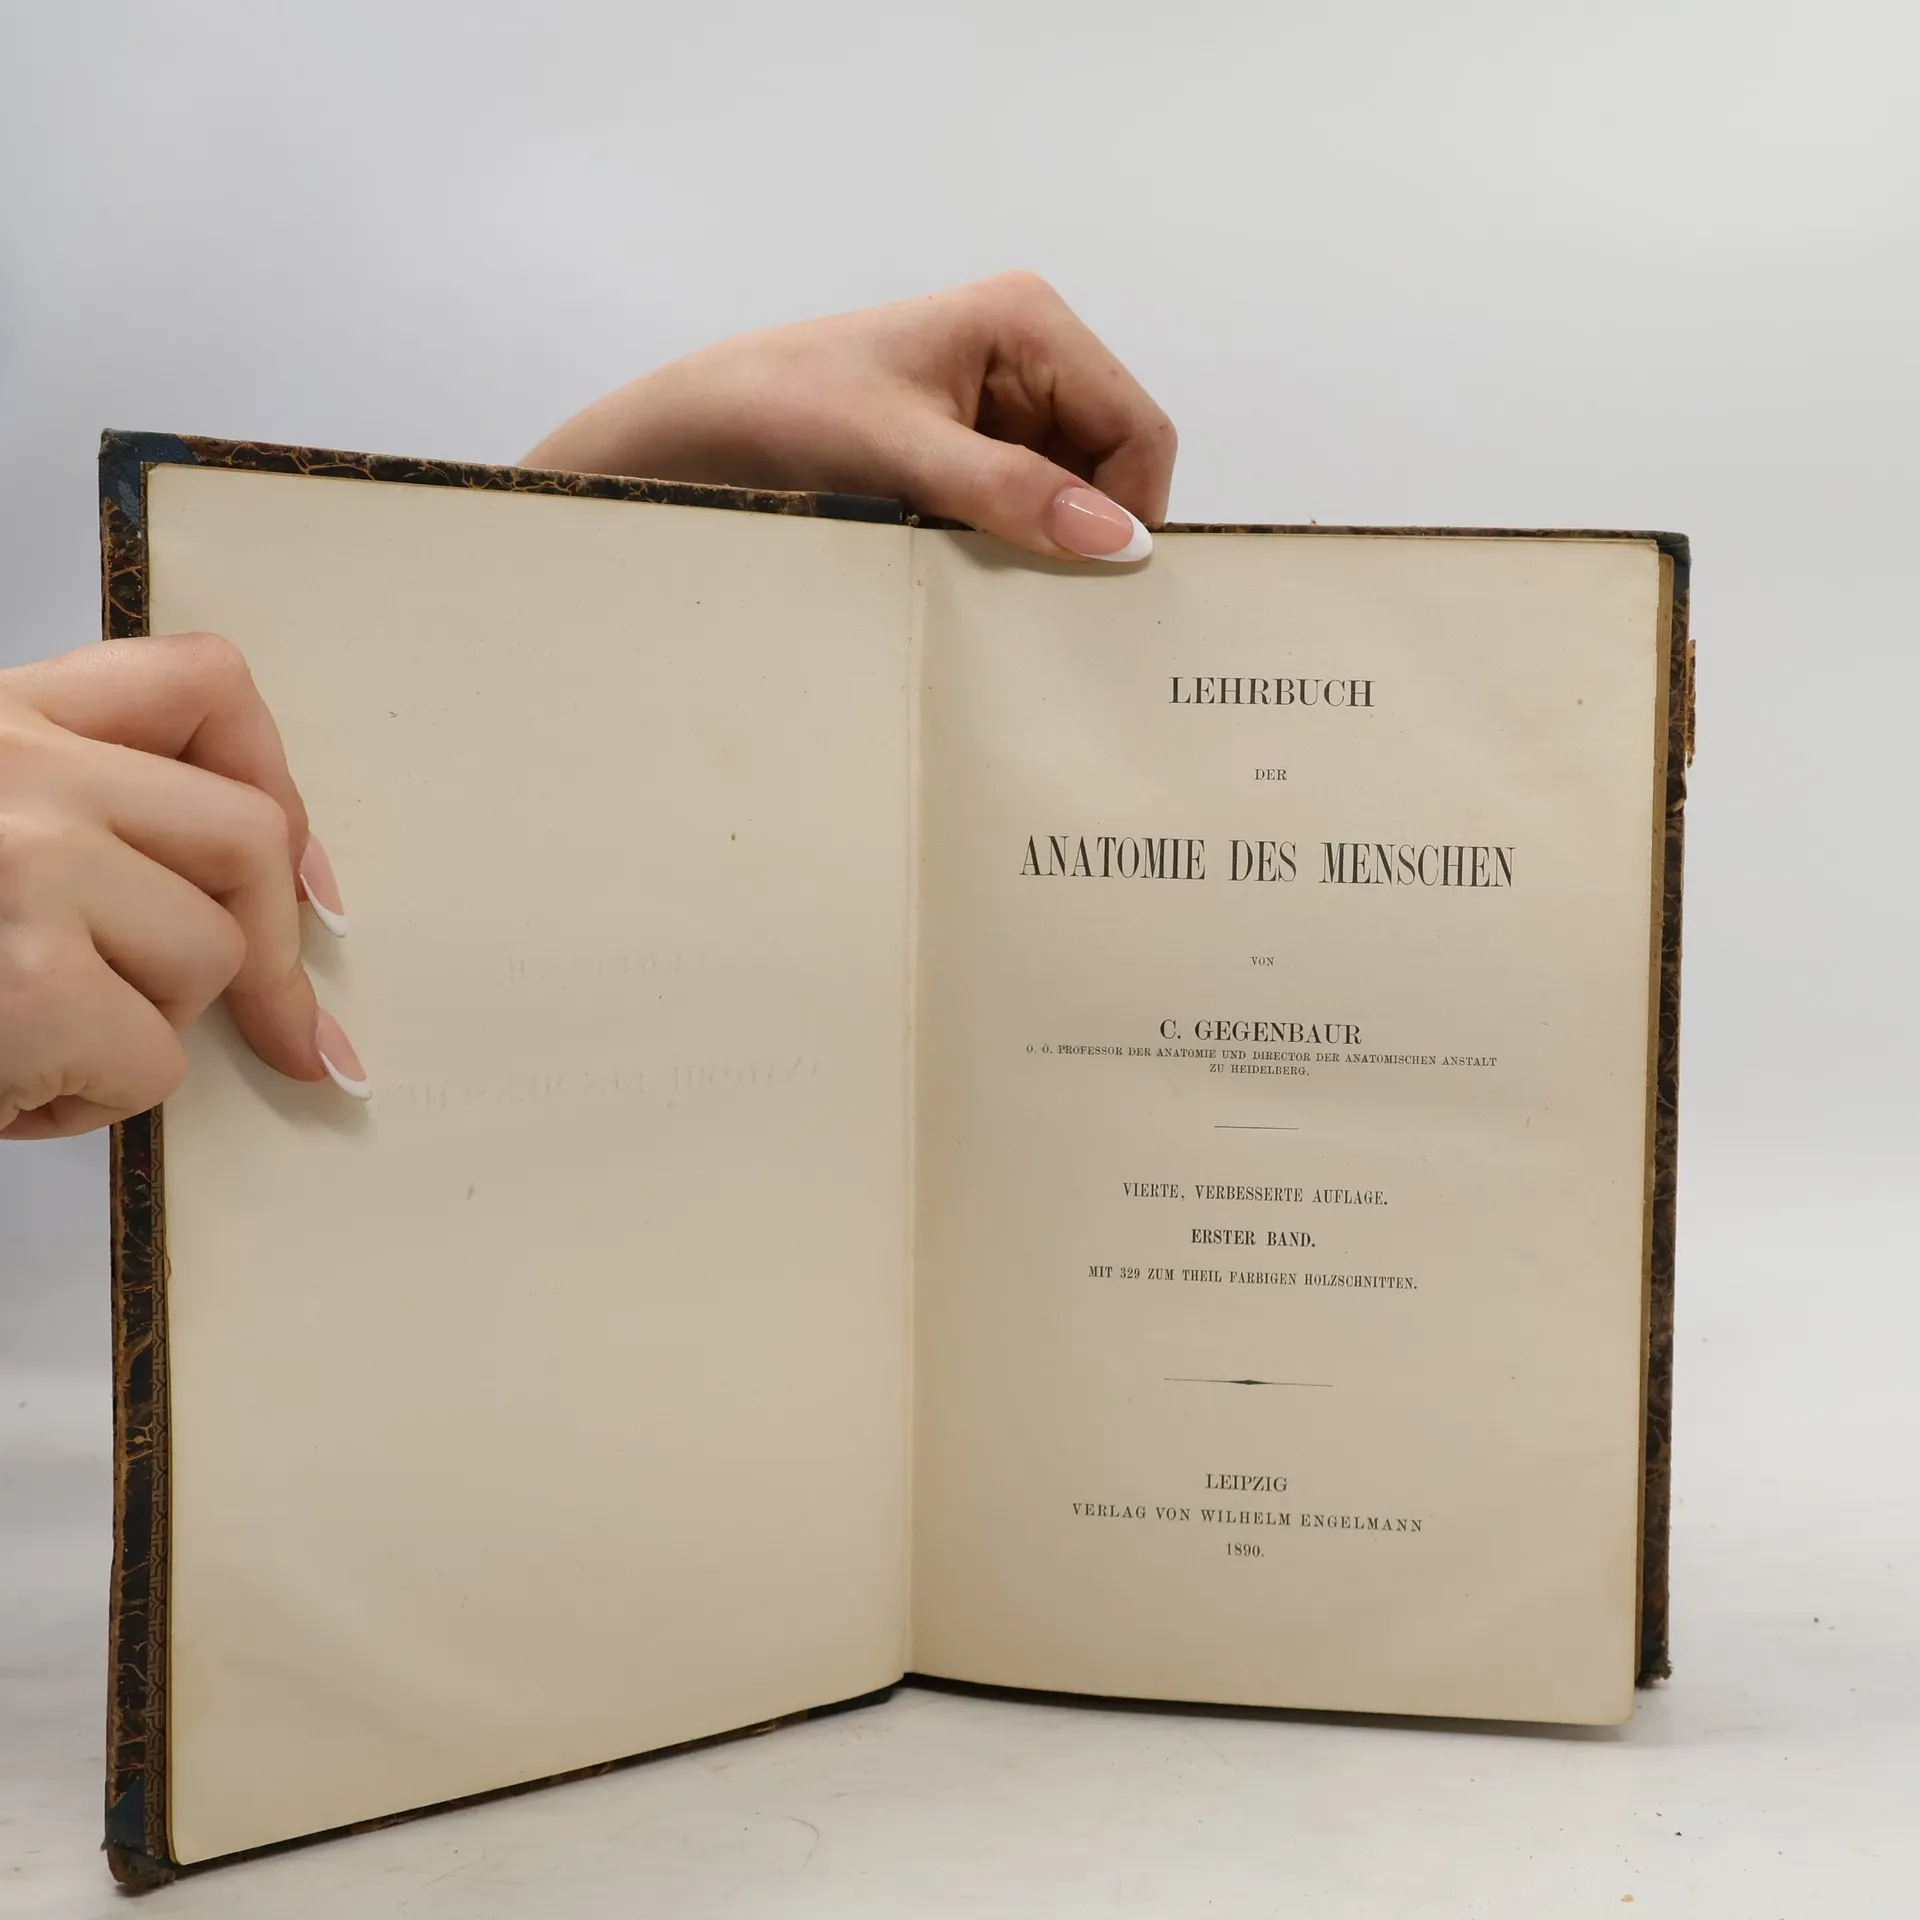 LEHRBUCH
DER
ANATOMIE DES MENSCHEN
VON
C. GEGENBAUR
O. Ö. PROFESSOR DER ANATOMIE UND DIRECTOR DER ANATOMISCHEN ANSTALT
ZU HEIDELBERG.
VIERTE, VERBESSERTE AUFLAGE.
ERSTER BAND.
MIT 329 ZUM THEIL FARBIGEN HOLZSCHNITTEN.
LEIPZIG
VERLAG VON WILHELM ENGELMANN
1890.